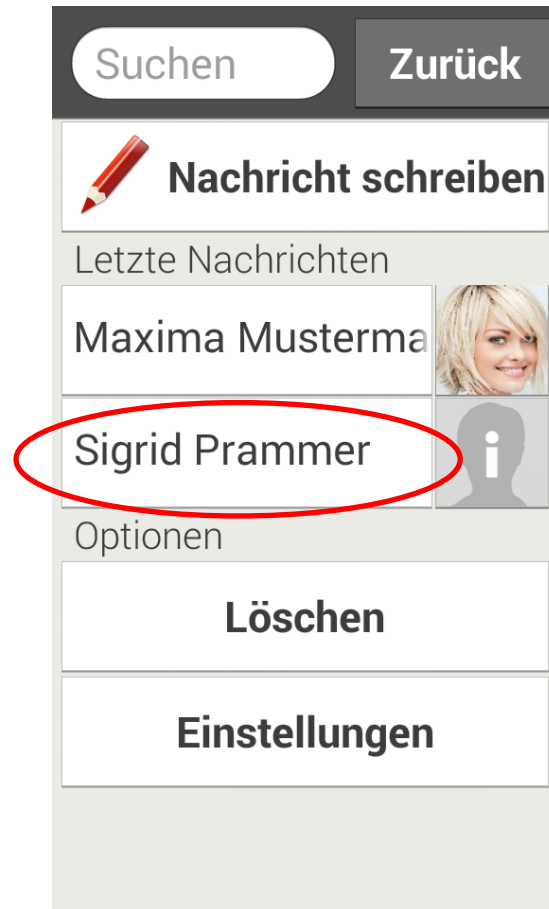 Suchen
Zurück
Nachricht schreiben
Letzte Nachrichten
Maxima Musterma
Sigrid Prammer
i
Optionen
Löschen
Einstellungen